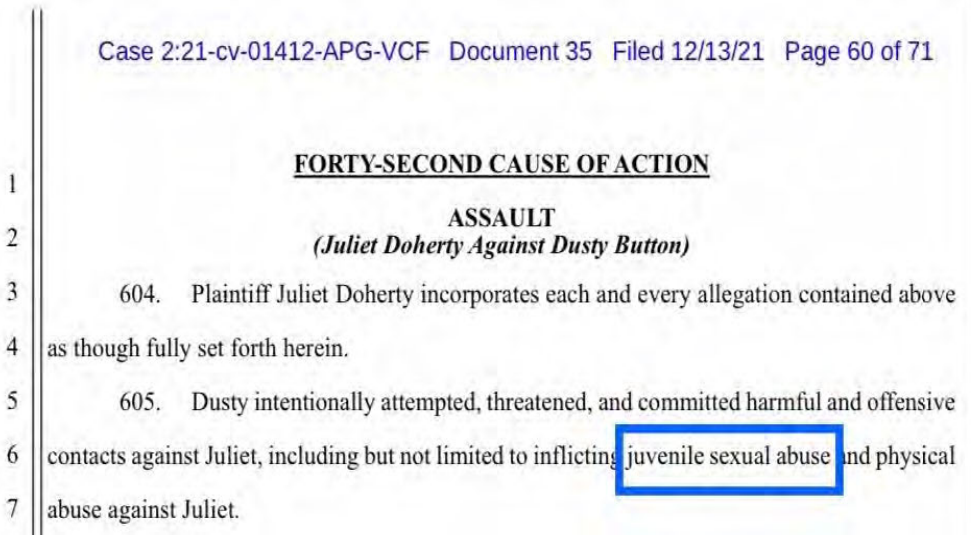 Case 2:21-cv-01412-APG-VCF Document 35 Filed 12/13/21 Page 60 of 71
FORTY-SECOND CAUSE OF ACTION
1
ASSAULT
2
(Juliet Doherty Against Dusty Button)
3 604. Plaintiff Juliet Doherty incorporates each and every allegation contained above
4 as though fully set forth herein.
5 605. Dusty intentionally attempted, threatened, and committed harmful and offensive
6 contacts against Juliet, including but not limited to inflicting juvenile sexual abuse and physical
7 abuse against Juliet.